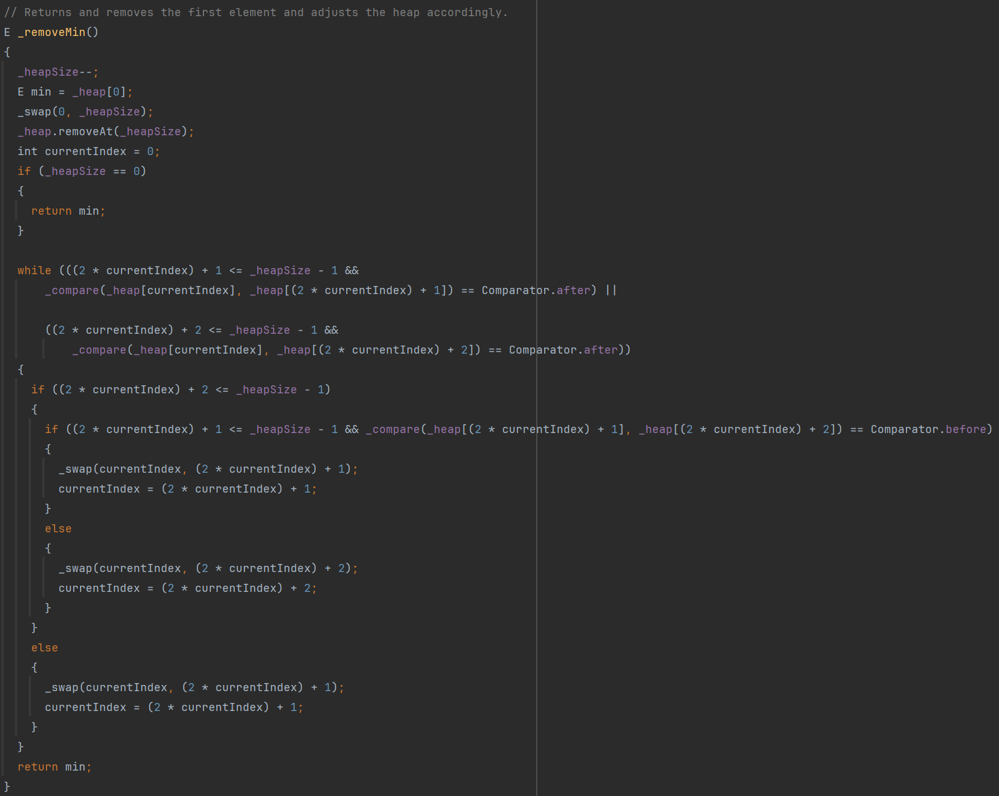 // Returns and removes the first element and adjusts the heap accordingly.
E _removeMin()
{
  _heapSize--;
  E min = _heap[0];
  _swap(0, _heapSize);
  _heap.removeAt(_heapSize);
  int currentIndex = 0;
  if (_heapSize == 0)
  {
    return min;
  }

  while (((2 * currentIndex) + 1 <= _heapSize - 1 &&
      _compare(_heap[currentIndex], _heap[(2 * currentIndex) + 1]) == Comparator.after) ||

      ((2 * currentIndex) + 2 <= _heapSize - 1 &&
          _compare(_heap[currentIndex], _heap[(2 * currentIndex) + 2]) == Comparator.after))
  {
    if ((2 * currentIndex) + 2 <= _heapSize - 1)
    {
      if ((2 * currentIndex) + 1 <= _heapSize - 1 && _compare(_heap[(2 * currentIndex) + 1], _heap[(2 * currentIndex) + 2]) == Comparator.before)
      {
        _swap(currentIndex, (2 * currentIndex) + 1);
        currentIndex = (2 * currentIndex) + 1;
      }
      else
      {
        _swap(currentIndex, (2 * currentIndex) + 2);
        currentIndex = (2 * currentIndex) + 2;
      }
    }
    else
    {
      _swap(currentIndex, (2 * currentIndex) + 1);
      currentIndex = (2 * currentIndex) + 1;
    }
  }
  return min;
}